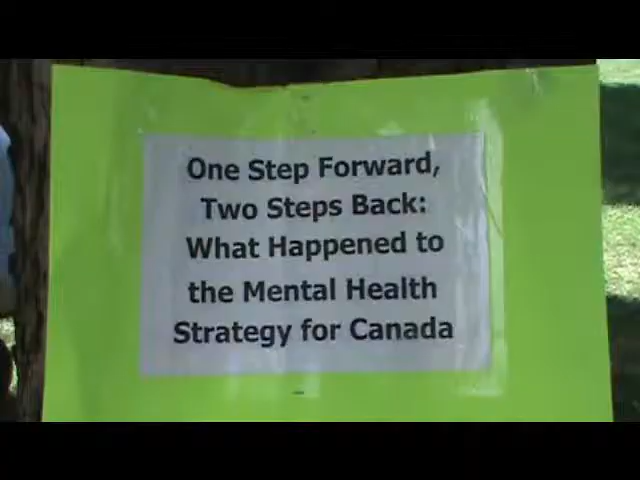 One Step Forward,
Two Steps Back:
What Happened to
the Mental Health
Strategy for Canada